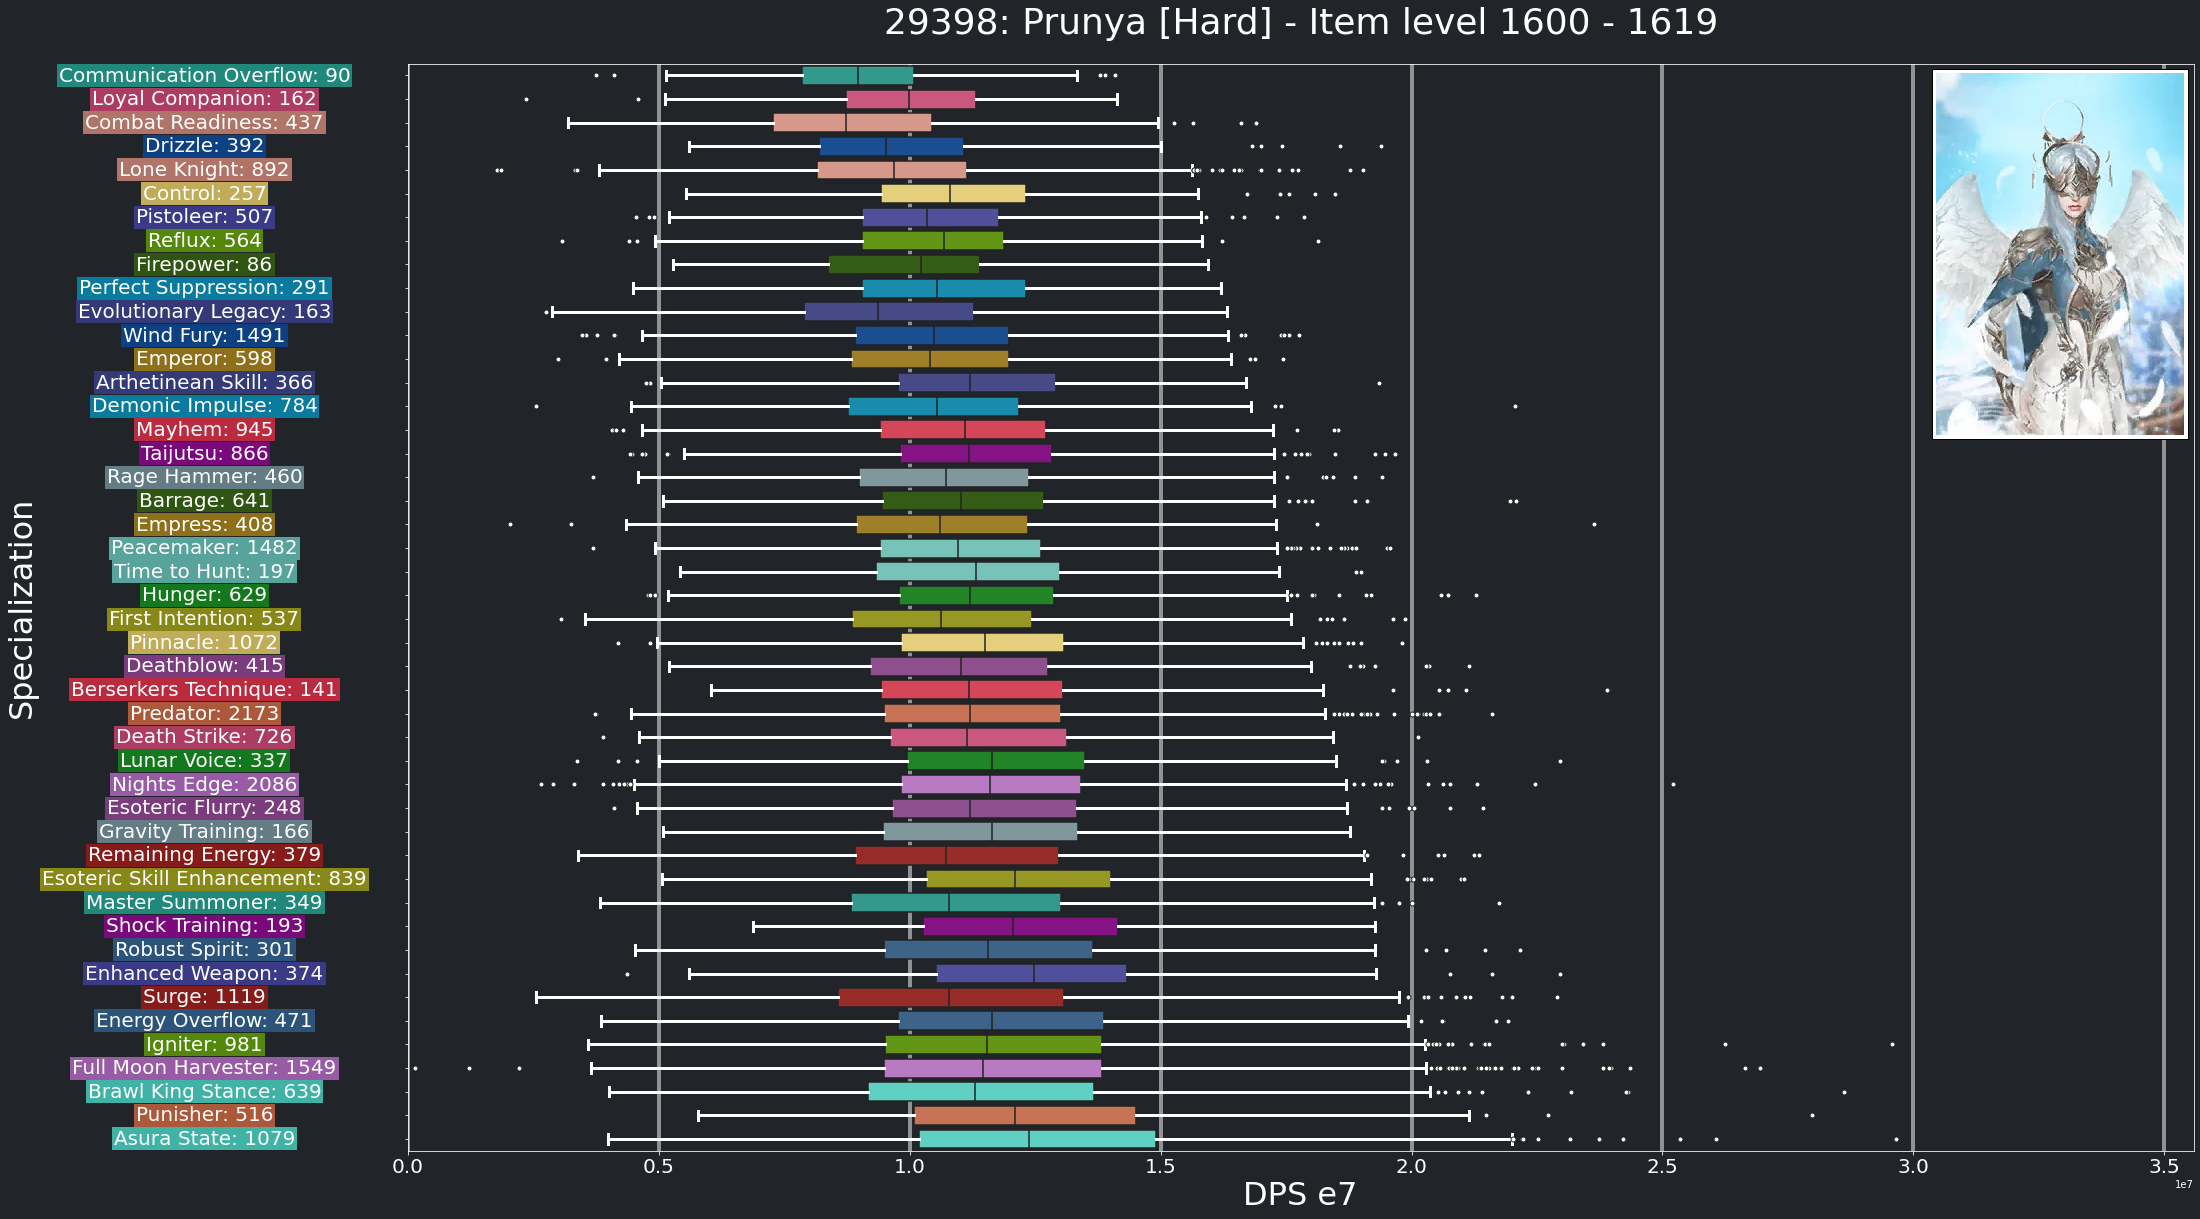 29398: Prunya [Hard] - Item level 1600 - 1619
Communication Overflow: 90
Loyal Companion: 162
Combat Readiness: 437
Drizzle: 392
Lone Knight: 892
Control: 257
Pistoleer: 507
Reflux: 564
Firepower: 86
Perfect Suppression: 291
Evolutionary Legacy: 163
Wind Fury: 1491
Emperor: 598
Arthetinean Skill: 366
Demonic Impulse: 784
Mayhem: 945
Taijutsu: 866
Rage Hammer: 460
Barrage: 641
Empress: 408
Peacemaker: 1482
Time to Hunt: 197
Hunger: 629
First Intention: 537
Pinnacle: 1072
Deathblow: 415
Berserkers Technique: 141
Predator: 2173
Death Strike: 726
Lunar Voice: 337
Nights Edge: 2086
Esoteric Flurry: 248
Gravity Training: 166
Remaining Energy: 379
Esoteric Skill Enhancement: 839
Master Summoner: 349
Shock Training: 193
Robust Spirit: 301
Enhanced Weapon: 374
Surge: 1119
Energy Overflow: 471
Igniter: 981
Full Moon Harvester: 1549
Brawl King Stance: 639
Punisher: 516
Asura State: 1079
Specialization
0.0 0.5 1.0 1.5 2.0 2.5 3.0 3.5
1e7
DPS e7